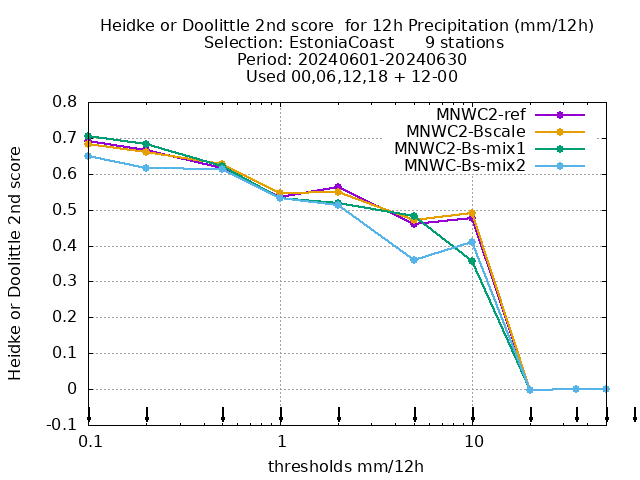 Heidke or Doolittle 2nd score  for 12h Precipitation (mm/12h)
Selection: EstoniaCoast      9 stations
Period: 20240601-20240630
Used 00,06,12,18 + 12-00
MNWC2-ref
MNWC2-Bscale
MNWC2-Bs-mix1
MNWC-Bs-mix2
Heidke or Doolittle 2nd score
0.8
0.7
0.6
0.5
0.4
0.3
0.2
0.1
0
-0.1
0.1 1 10
thresholds mm/12h